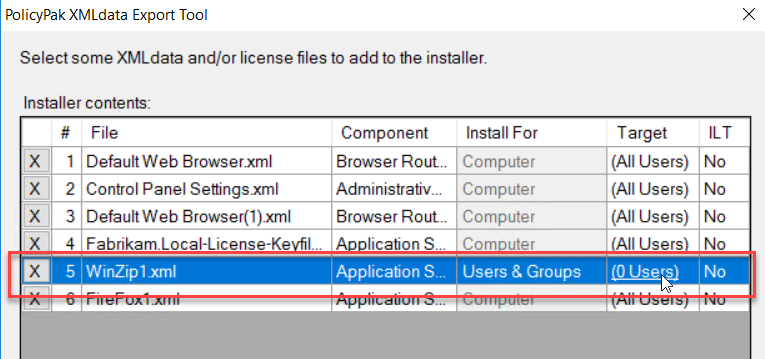 PolicyPak XMLdata Export Tool
Select some XMLdata and/or license files to add to the installer.
Installer contents:
# File Component Install For Target ILT
X 1 Default Web Browser.xml Browser Rout... Computer (All Users) No
X 2 Control Panel Settings.xml Administrativ... Computer (All Users) No
X 3 Default Web Browser(1).xml Browser Rout... Computer (All Users) No
X 4 Fabrikam.Local-License-Keyfil... Application S... Computer (All Users) No
X 5 WinZip1.xml Application S... Users & Groups (0 Users) No
X 6 FireFox1.xml Application S... Computer (All Users) No